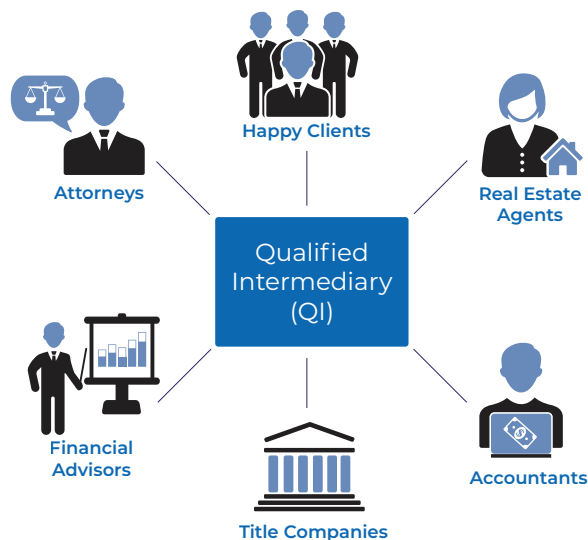 Happy Clients
Attorneys
Real Estate
Agents
Qualified
Intermediary
(QI)
Financial
Advisors
Accountants
Title Companies